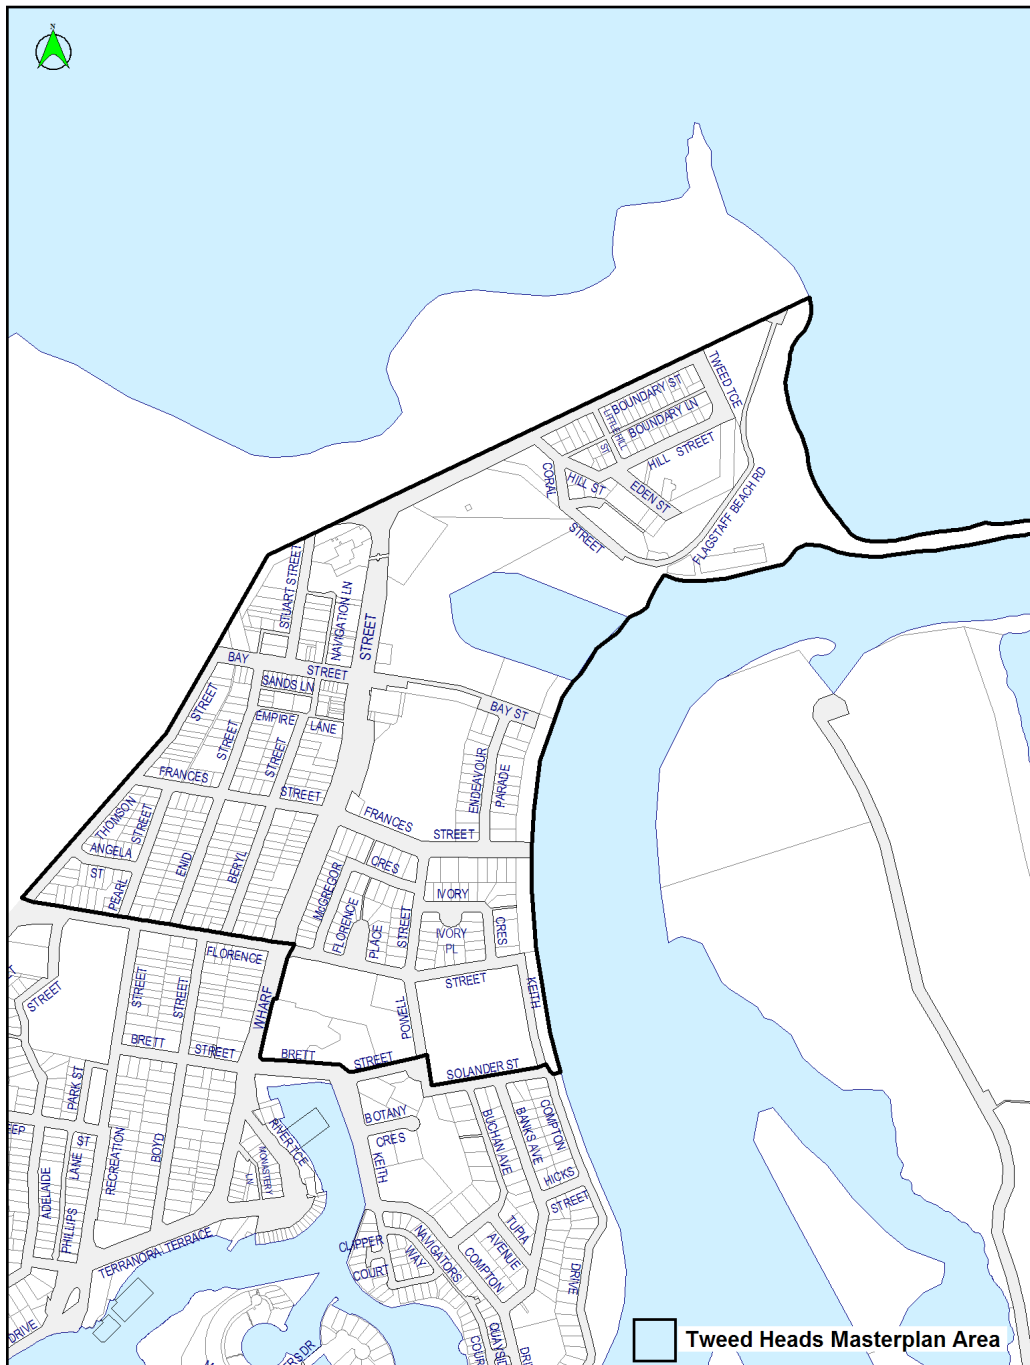 N
TWEED TCE
BOUNDARY ST
LITTLE HILL
ST
BOUNDARY LN
HILL STREET
CORAL
STREET
HILL ST
EDEN ST
FLAGSTAFF BEACH RD
STUART STREET
NAVIGATION LN
STREET
BAY
STREET
SANDS LN
BAY ST
STREET
STREET
EMPIRE
LANE
STREET
ENDEAVOUR
PARADE
FRANCES
STREET
FRANCES
STREET
THOMSON
STREET
ANGELA
ST
PEARL
ENID
BERYL
McGREGOR
CRES
FLORENCE
PLACE
STREET
IVORY
IVORY
PL
CRES
FLORENCE
STREET
STREET
STREET
STREET
WHARF
POWELL
KEITH
BRETT
STREET
BRETT
STREET
SOLANDER ST
PARK ST
ST
LANE
ADELAIDE
PHILLIPS
RECREATION
BOYD
RIVER TCE
MONASTERY
LN
BOTANY
CRES
KEITH
BUCHAN AVE
BANKS AVE
COMPTON
HICKS
STREET
TUPIA
AVENUE
NAVIGATORS
WAY
COMPTON
CLIPPER
COURT
DRIVE
TERRANORA TERRACE
DRIVE
Tweed Heads Masterplan Area